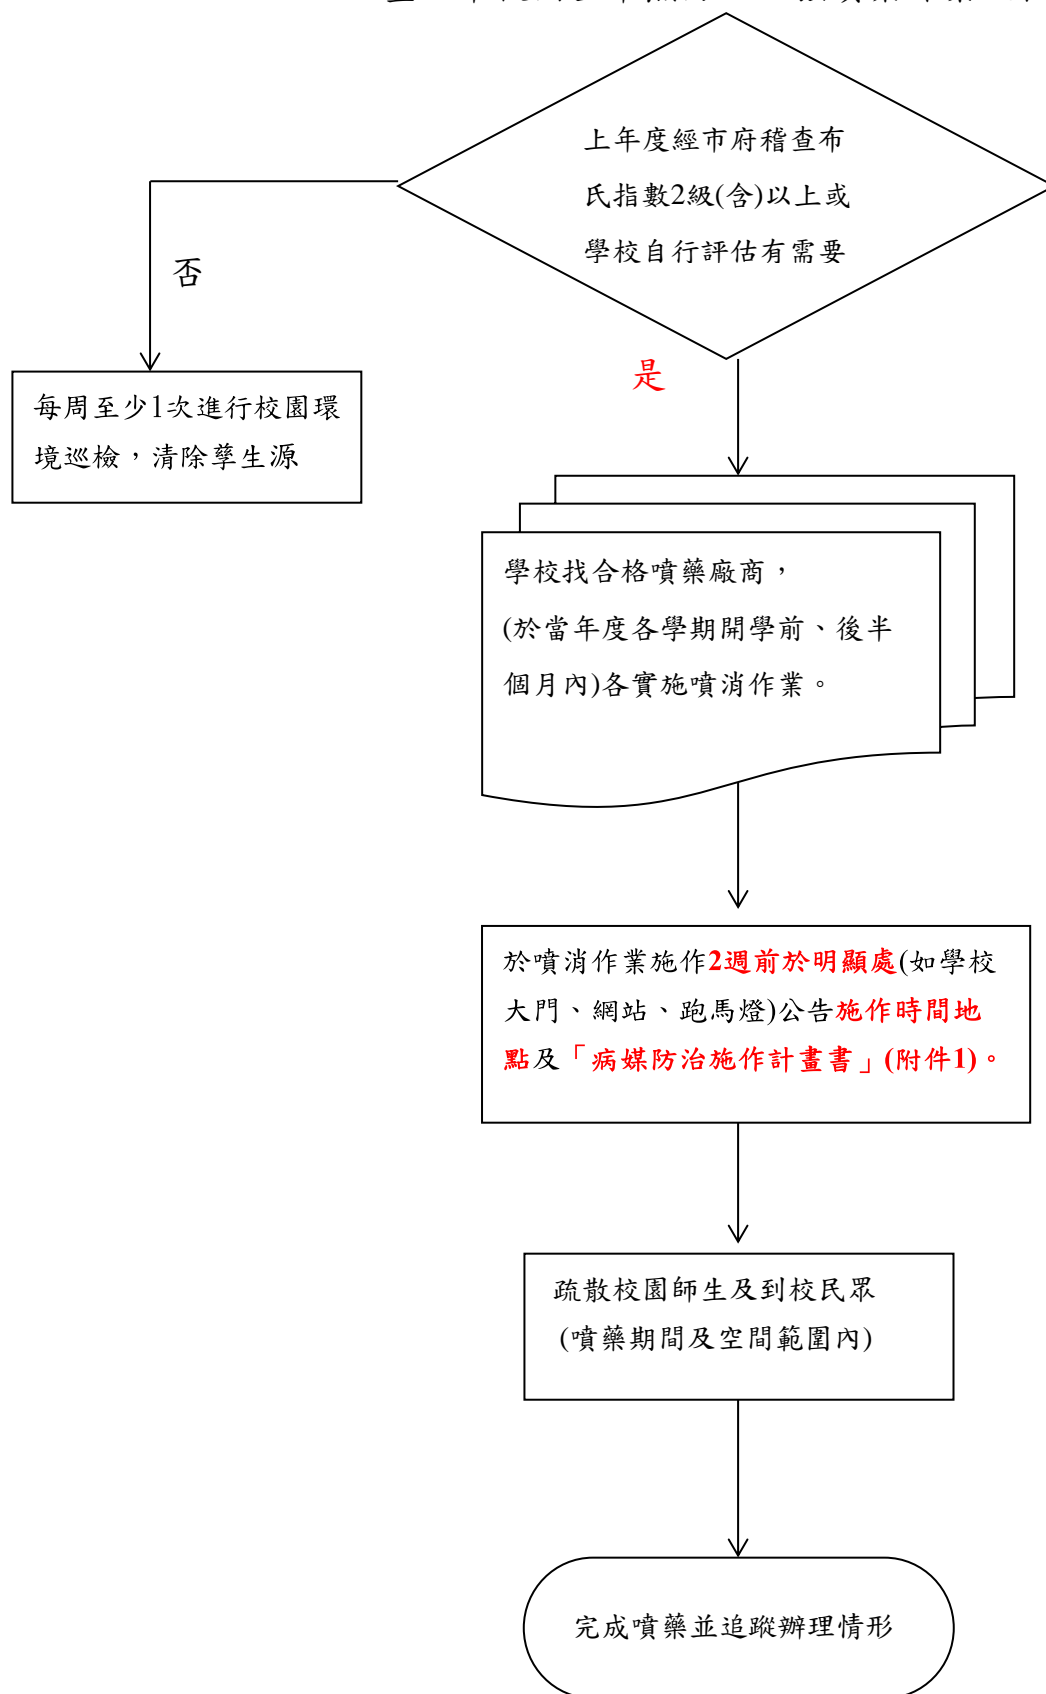 上年度經市府稽查布
氏指數2級(含)以上或
學校自行評估有需要
否
是
每周至少1次進行校園環
境巡檢，清除孳生源
學校找合格噴藥廠商，
(於當年度各學期開學前、後半
個月內)各實施噴消作業。
於噴消作業施作2週前於明顯處(如學校
大門、網站、跑馬燈)公告施作時間地
點及「病媒防治施作計畫書」(附件1)。
疏散校園師生及到校民眾
(噴藥期間及空間範圍內)
完成噴藥並追蹤辦理情形